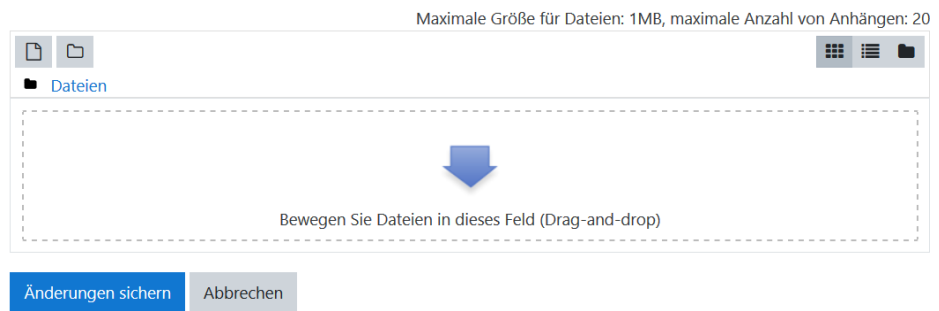 Maximale Größe für Dateien: 1MB, maximale Anzahl von Anhängen: 20
Dateien
Bewegen Sie Dateien in dieses Feld (Drag-and-drop)
Änderungen sichern Abbrechen